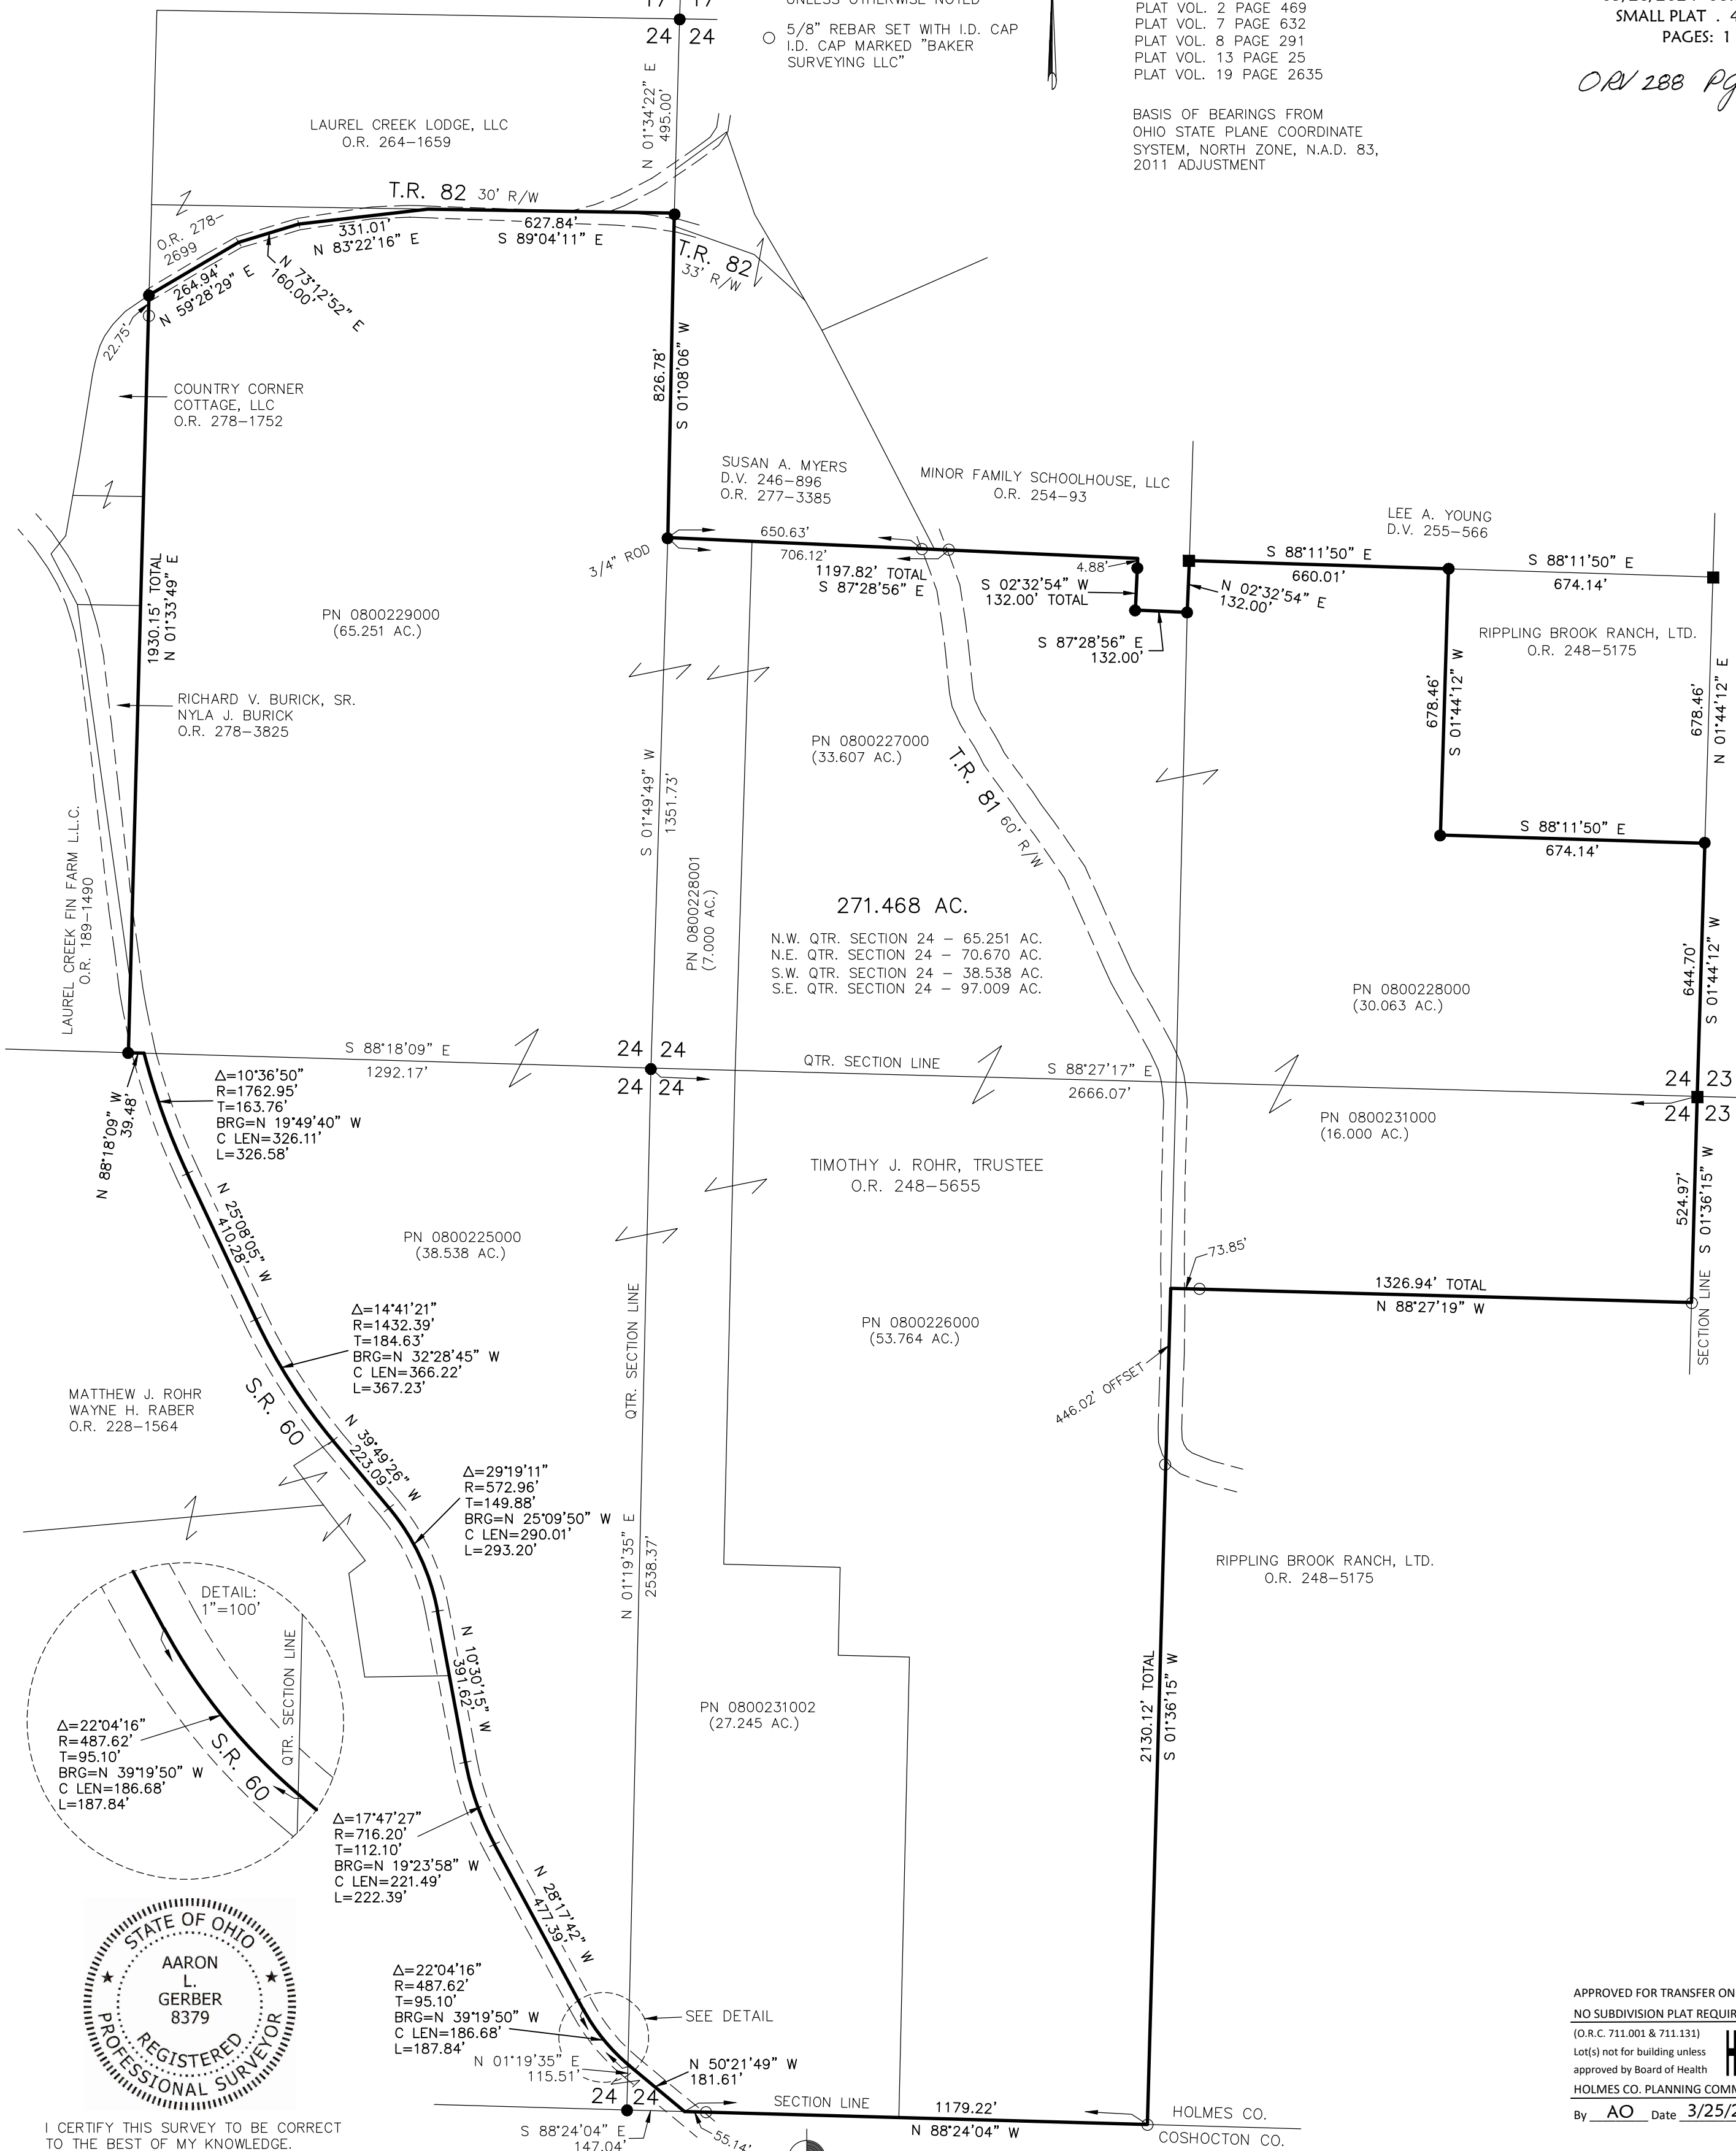 24 24
5/8" REBAR SET WITH I.D. CAP
I.D. CAP MARKED "BAKER
SURVEYING LLC"
PLAT VOL. 2 PAGE 469
PLAT VOL. 7 PAGE 632
PLAT VOL. 8 PAGE 291
PLAT VOL. 13 PAGE 25
PLAT VOL. 19 PAGE 2635
BASIS OF BEARINGS FROM
OHIO STATE PLANE COORDINATE
SYSTEM, NORTH ZONE, N.A.D. 83,
2011 ADJUSTMENT
SMALL PLAT . 4
PAGES: 1
ORV 288 PG
N 01°34'22" E
495.00'
LAUREL CREEK LODGE, LLC
O.R. 264-1659
T.R. 82 30' R/W
O.R. 278-
2699
331.01'
N 83°22'16" E
627.84'
S 89°04'11" E
T.R. 82
33' R/W
264.94'
N 59°28'29" E
N 73°12'52" E
160.00'
22.75'
COUNTRY CORNER
COTTAGE, LLC
O.R. 278-1752
826.78'
S 01°08'06" W
SUSAN A. MYERS
D.V. 246-896
O.R. 277-3385
MINOR FAMILY SCHOOLHOUSE, LLC
O.R. 254-93
LEE A. YOUNG
D.V. 255-566
3/4" ROD
650.63'
706.12'
1197.82' TOTAL
S 87°28'56" E
4.88'
S 02°32'54" W
132.00' TOTAL
S 87°28'56" E
132.00'
N 02°32'54" E
132.00'
S 88°11'50" E
660.01'
S 88°11'50" E
674.14'
RIPPLING BROOK RANCH, LTD.
O.R. 248-5175
678.46'
S 01°44'12" W
678.46'
N 01°44'12" E
S 88°11'50" E
674.14'
1930.15' TOTAL
N 01°33'49" E
PN 0800229000
(65.251 AC.)
RICHARD V. BURICK, SR.
NYLA J. BURICK
O.R. 278-3825
LAUREL CREEK FIN FARM L.L.C.
O.R. 189-1490
S 01°49'49" W
1351.73'
PN 0800228001
(7.000 AC.)
PN 0800227000
(33.607 AC.)
T.R. 81 60' R/W
271.468 AC.
N.W. QTR. SECTION 24 - 65.251 AC.
N.E. QTR. SECTION 24 - 70.670 AC.
S.W. QTR. SECTION 24 - 38.538 AC.
S.E. QTR. SECTION 24 - 97.009 AC.
PN 0800228000
(30.063 AC.)
644.70'
S 01°44'12" W
S 88°18'09" E
1292.17'
24 24
24 24
QTR. SECTION LINE
S 88°27'17" E
2666.07'
24 23
24 23
N 88°18'09" W
39.48'
Δ=10°36'50"
R=1762.95'
T=163.76'
BRG=N 19°49'40" W
C LEN=326.11'
L=326.58'
PN 0800231000
(16.000 AC.)
TIMOTHY J. ROHR, TRUSTEE
O.R. 248-5655
524.97'
S 01°36'15" W
SECTION LINE
N 25°08'05" W
410.28'
PN 0800225000
(38.538 AC.)
73.85'
1326.94' TOTAL
N 88°27'19" W
PN 0800226000
(53.764 AC.)
446.02' OFFSET
Δ=14°41'21"
R=1432.39'
T=184.63'
BRG=N 32°28'45" W
C LEN=366.22'
L=367.23'
QTR. SECTION LINE
MATTHEW J. ROHR
WAYNE H. RABER
O.R. 228-1564
S.R. 60
N 39°49'26" W
223.09'
Δ=29°19'11"
R=572.96'
T=149.88'
BRG=N 25°09'50" W
C LEN=290.01'
L=293.20'
N 01°19'35" E
2538.37'
RIPPLING BROOK RANCH, LTD.
O.R. 248-5175
DETAIL:
1"=100'
QTR. SECTION LINE
S.R. 60
Δ=22°04'16"
R=487.62'
T=95.10'
BRG=N 39°19'50" W
C LEN=186.68'
L=187.84'
N 10°30'15" W
391.62'
PN 0800231002
(27.245 AC.)
2130.12' TOTAL
S 01°36'15" W
Δ=17°47'27"
R=716.20'
T=112.10'
BRG=N 19°23'58" W
C LEN=221.49'
L=222.39'
N 28°17'42" W
477.39'
STATE OF OHIO
AARON
L.
GERBER
8379
REGISTERED
PROFESSIONAL SURVEYOR
Δ=22°04'16"
R=487.62'
T=95.10'
BRG=N 39°19'50" W
C LEN=186.68'
L=187.84'
SEE DETAIL
N 01°19'35" E
115.51'
N 50°21'49" W
181.61'
24 24
SECTION LINE
1179.22'
N 88°24'04" W
S 88°24'04" E
147.04'
55.14'
HOLMES CO.
COSHOCTON CO.
I CERTIFY THIS SURVEY TO BE CORRECT
TO THE BEST OF MY KNOWLEDGE.
APPROVED FOR TRANSFER ON
NO SUBDIVISION PLAT REQUIR
(O.R.C. 711.001 & 711.131)
Lot(s) not for building unless
approved by Board of Health
HOLMES CO. PLANNING COMM
By AO Date 3/25/2